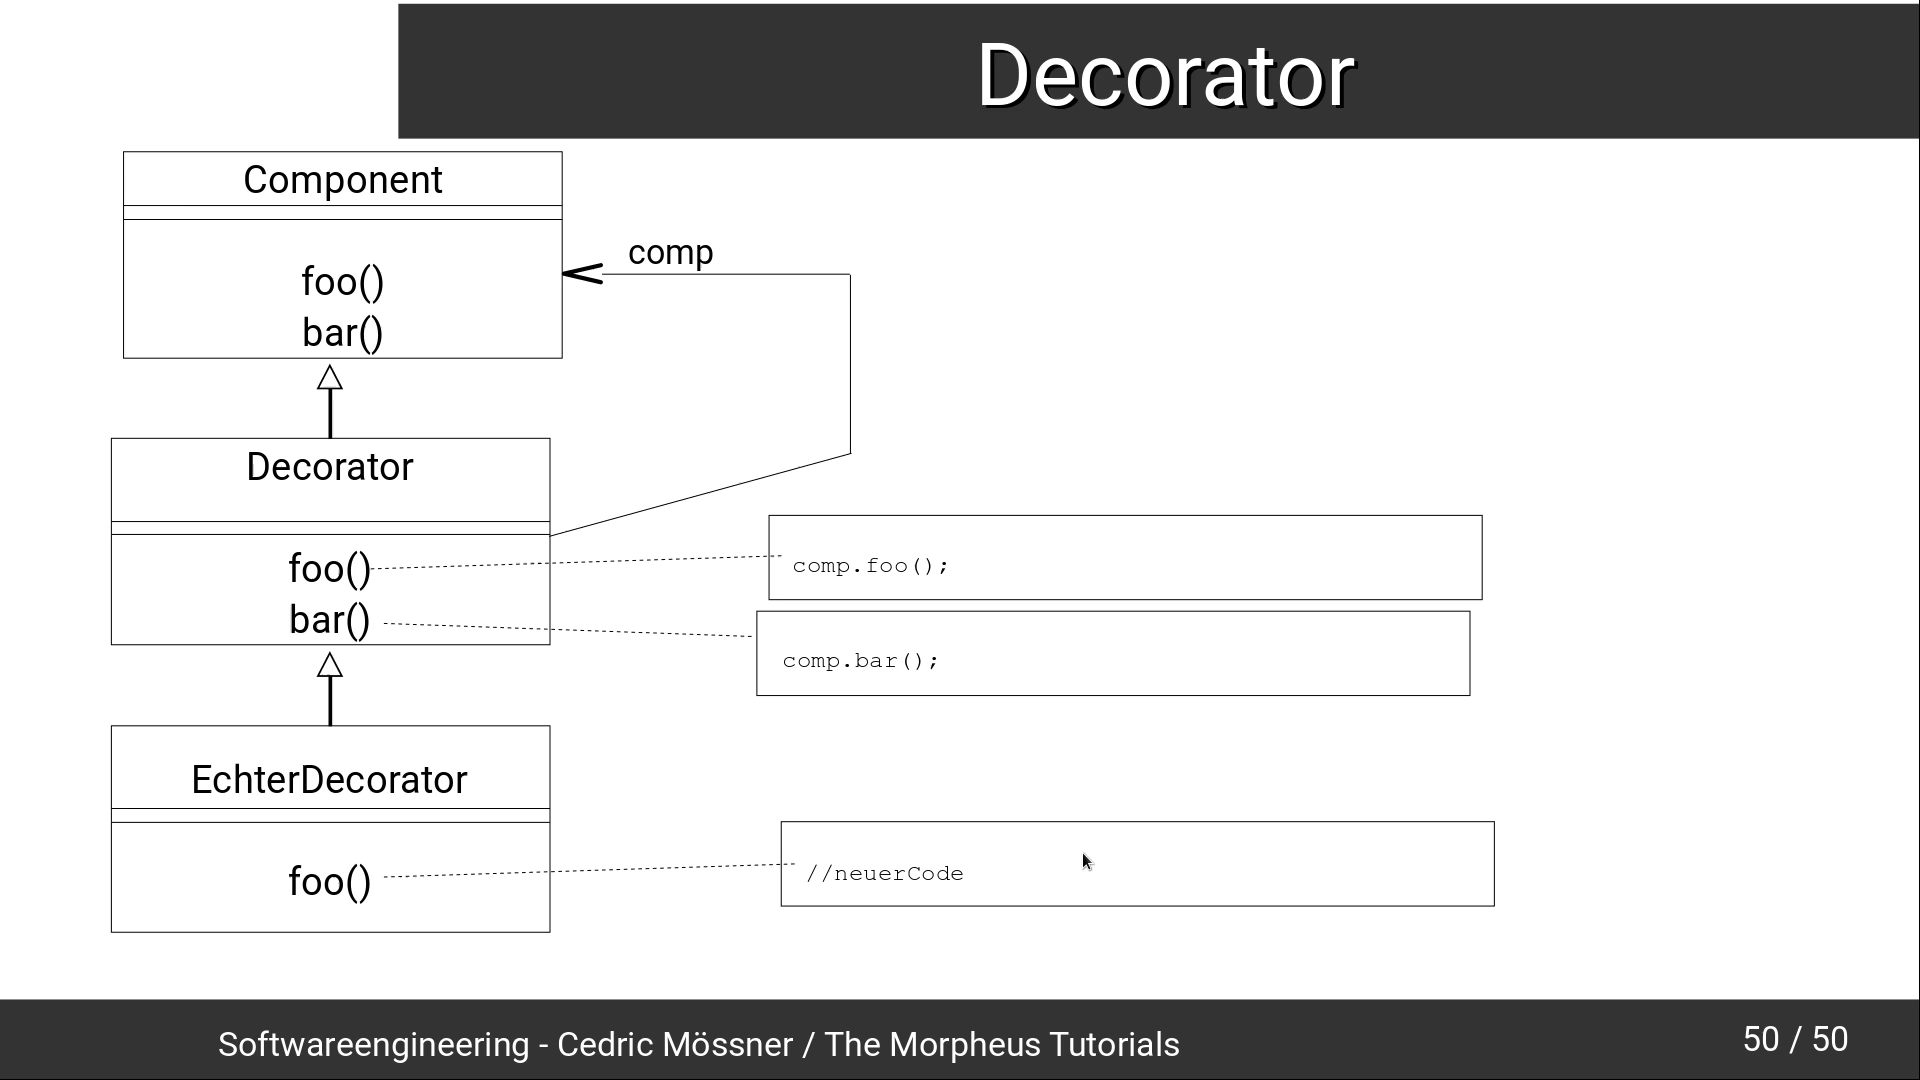 Decorator
Component
foo()
bar()
comp
Decorator
foo()
bar()
comp.foo();
comp.bar();
EchterDecorator
foo()
//neuerCode
Softwareengineering - Cedric Mössner / The Morpheus Tutorials
50 / 50